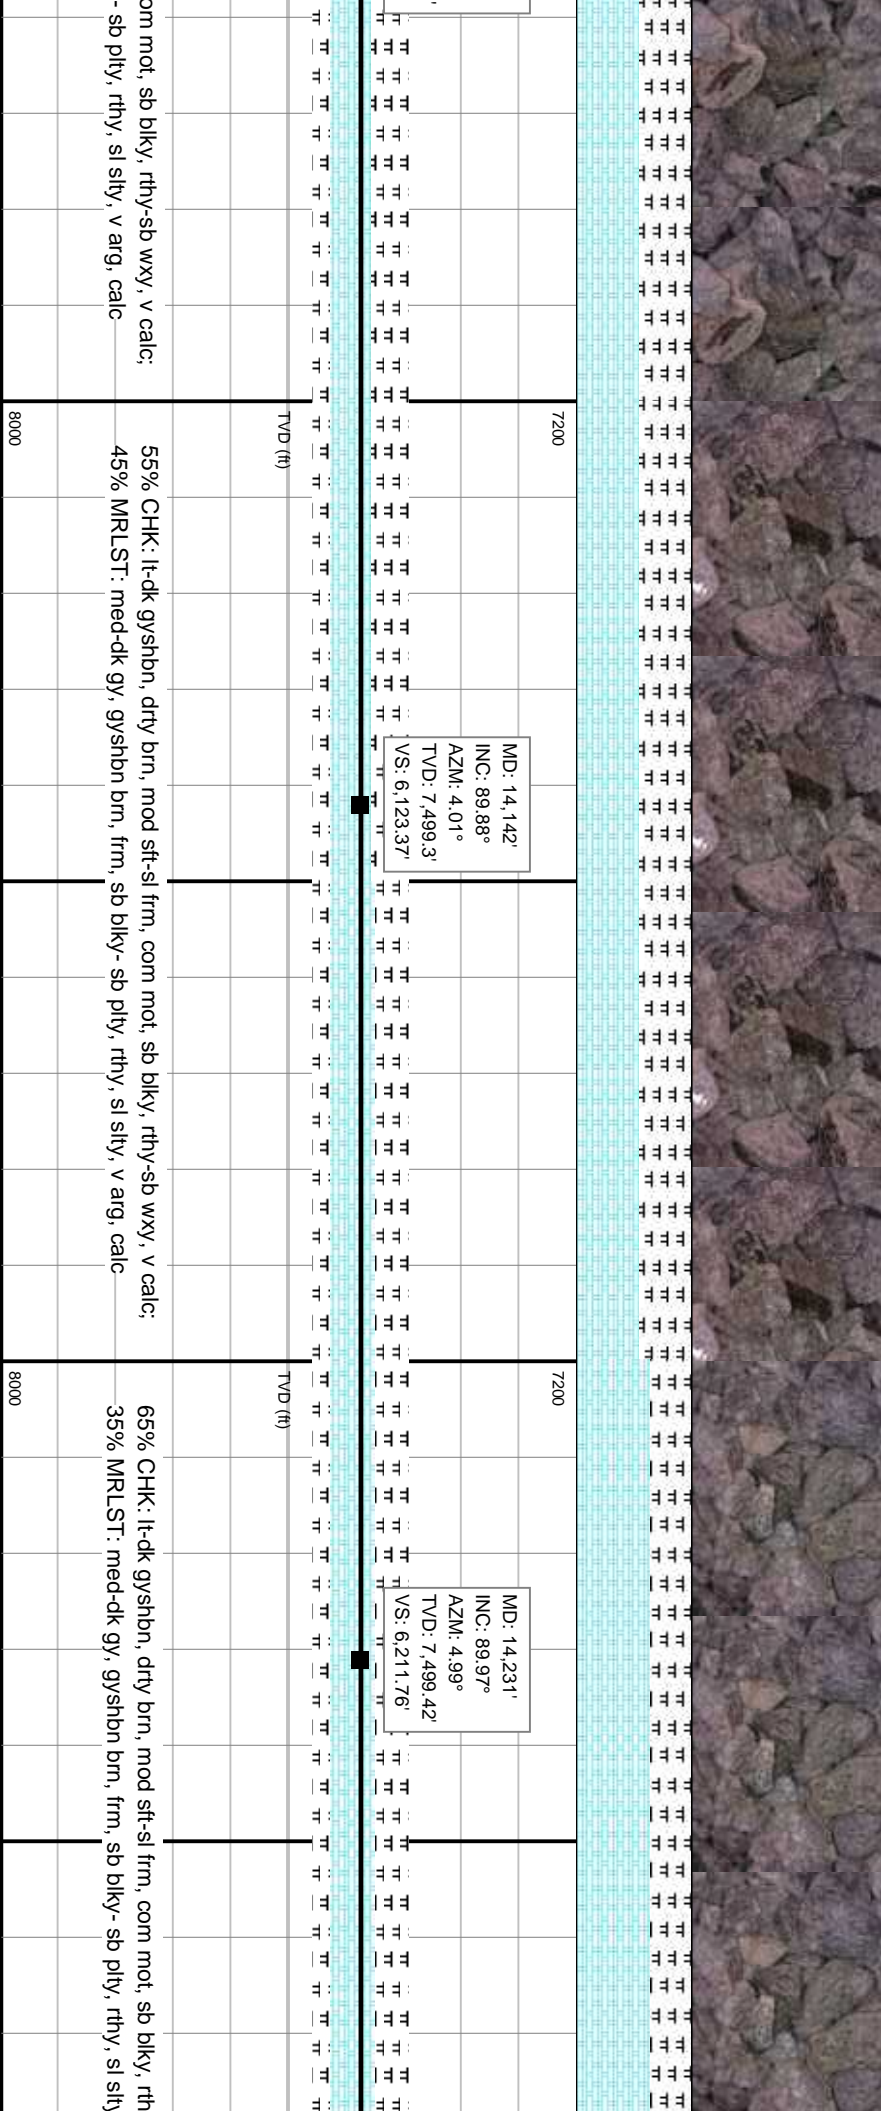 om mot, sb blky, rthy-sb wxy, v calc;
- sb plty, rthy, sl slty, v arg, calc
7200
TVD (ft)
8000
55% CHK: lt-dk gyshbn, drty brn, mod sft-sl frm, com mot, sb blky, rthy-sb wxy, v calc;
45% MRLST: med-dk gy, gyshbn brn, frm, sb blky- sb plty, rthy, sl slty, v arg, calc
MD: 14,142'
INC: 89.88°
AZM: 4.01°
TVD: 7,499.3'
VS: 6,123.37'
7200
TVD (ft)
8000
65% CHK: lt-dk gyshbn, drty brn, mod sft-sl frm, com mot, sb blky, rth
35% MRLST: med-dk gy, gyshbn brn, frm, sb blky- sb plty, rthy, sl slty
MD: 14,231'
INC: 89.97°
AZM: 4.99°
TVD: 7,499.42'
VS: 6,211.76'